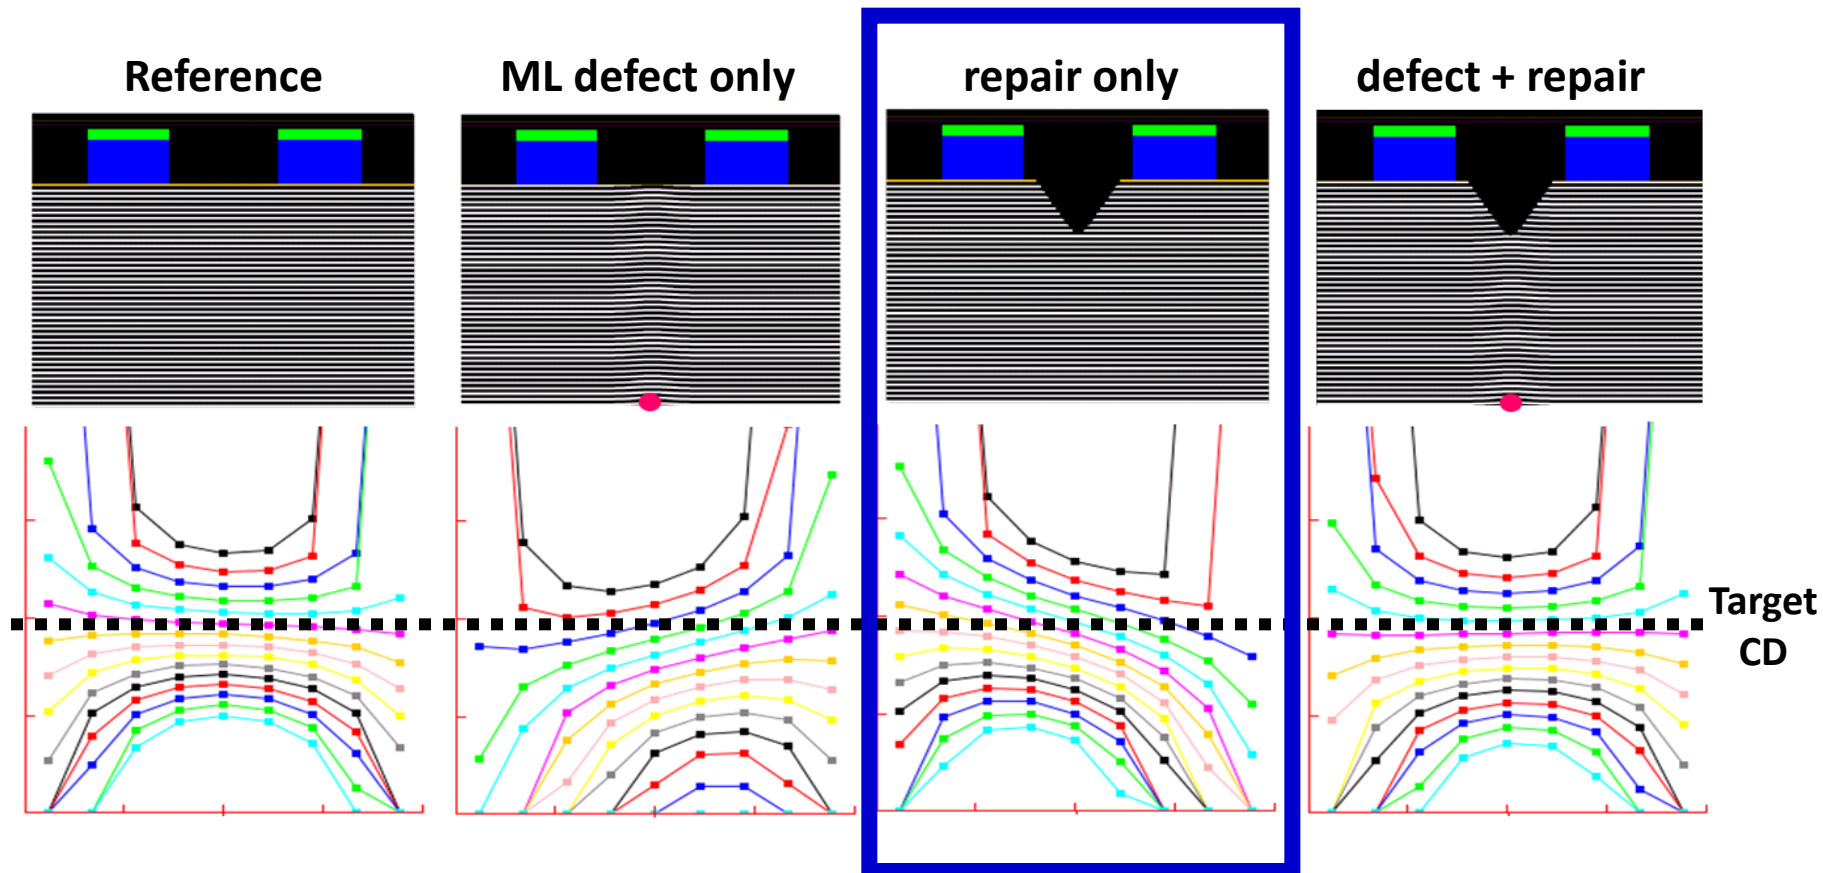 Reference
ML defect only
repair only
defect + repair
Target
CD